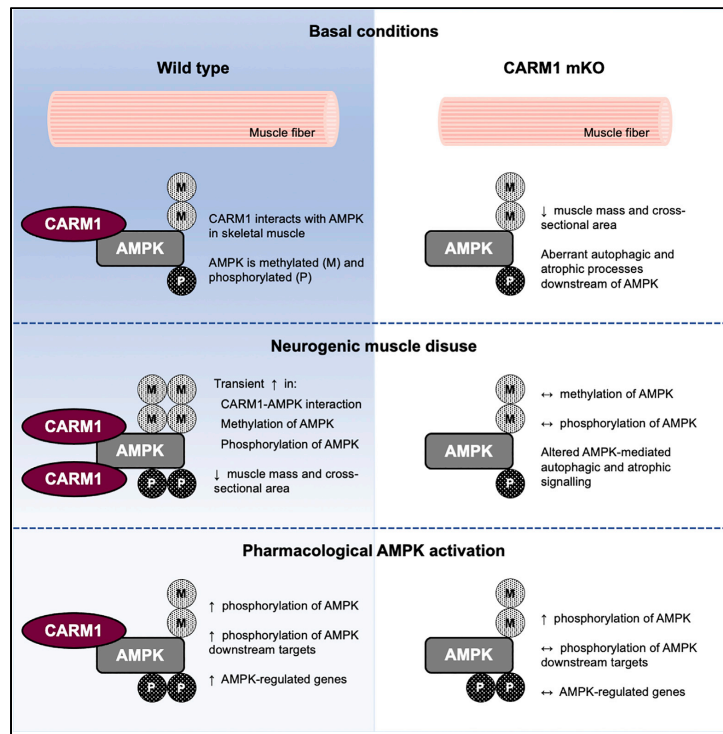 Basal conditions
Wild type
Muscle fiber
M
M
CARM1
AMPK
P
CARM1 interacts with AMPK
in skeletal muscle
AMPK is methylated (M) and
phosphorylated (P)
CARM1 mKO
Muscle fiber
M
M
AMPK
P
↓ muscle mass and cross-
sectional area
Aberrant autophagic and
atrophic processes
downstream of AMPK
Neurogenic muscle disuse
M M
M M
CARM1
AMPK
CARM1
P P
Transient ↑ in:
CARM1-AMPK interaction
Methylation of AMPK
Phosphorylation of AMPK
↓ muscle mass and cross-
sectional area
M
M
AMPK
P
↔ methylation of AMPK
↔ phosphorylation of AMPK
Altered AMPK-mediated
autophagic and atrophic
signalling
Pharmacological AMPK activation
M
M
CARM1
AMPK
P P
↑ phosphorylation of AMPK
↑ phosphorylation of AMPK
downstream targets
↑ AMPK-regulated genes
M
M
AMPK
P P
↑ phosphorylation of AMPK
↔ phosphorylation of AMPK
downstream targets
↔ AMPK-regulated genes